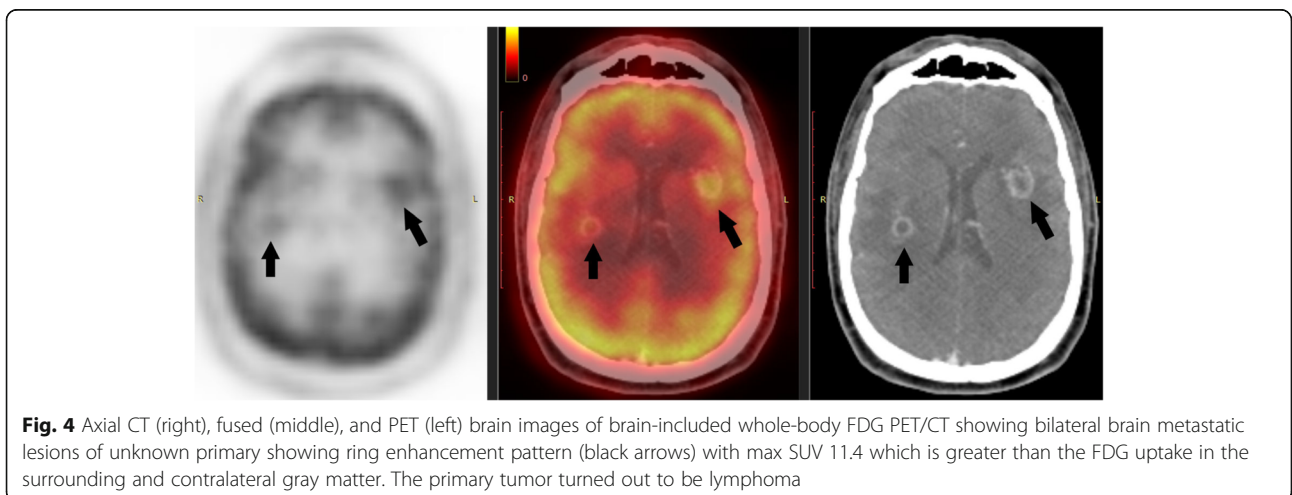 0
R
L
R
L
R
L
Fig. 4 Axial CT (right), fused (middle), and PET (left) brain images of brain-included whole-body FDG PET/CT showing bilateral brain metastatic
lesions of unknown primary showing ring enhancement pattern (black arrows) with max SUV 11.4 which is greater than the FDG uptake in the
surrounding and contralateral gray matter. The primary tumor turned out to be lymphoma